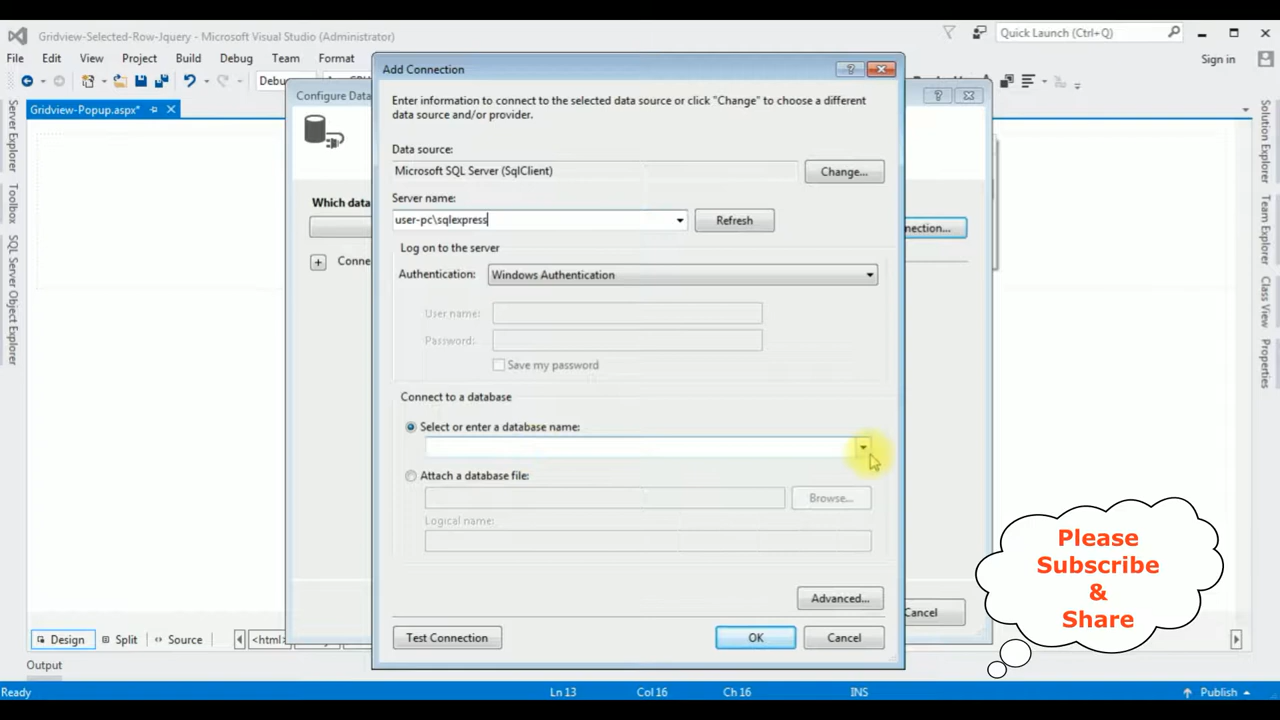 Gridview-Selected-Row-Jquery - Microsoft Visual Studio (Administrator)
Quick Launch (Ctrl+Q)
File Edit View Project Build Debug Team Format
Sign in
Gridview-Popup.aspx*
Server Explorer
Toolbox
SQL Server Object Explorer
Solution Explorer
Team Explorer
Class View
Properties
Configure Data
Which data
Conne
nection...
Cancel
Add Connection
Enter information to connect to the selected data source or click "Change" to choose a different
data source and/or provider.
Data source:
Microsoft SQL Server (SqlClient)
Change...
Server name:
user-pc\sqlexpress
Refresh
Log on to the server
Authentication: Windows Authentication
User name:
Password:
Save my password
Connect to a database
Select or enter a database name:
Attach a database file:
Browse...
Logical name:
Advanced...
Test Connection OK Cancel
Please
Subscribe
&
Share
Design Split Source <html>
Output
Ready Ln 13 Col 16 Ch 16 INS Publish